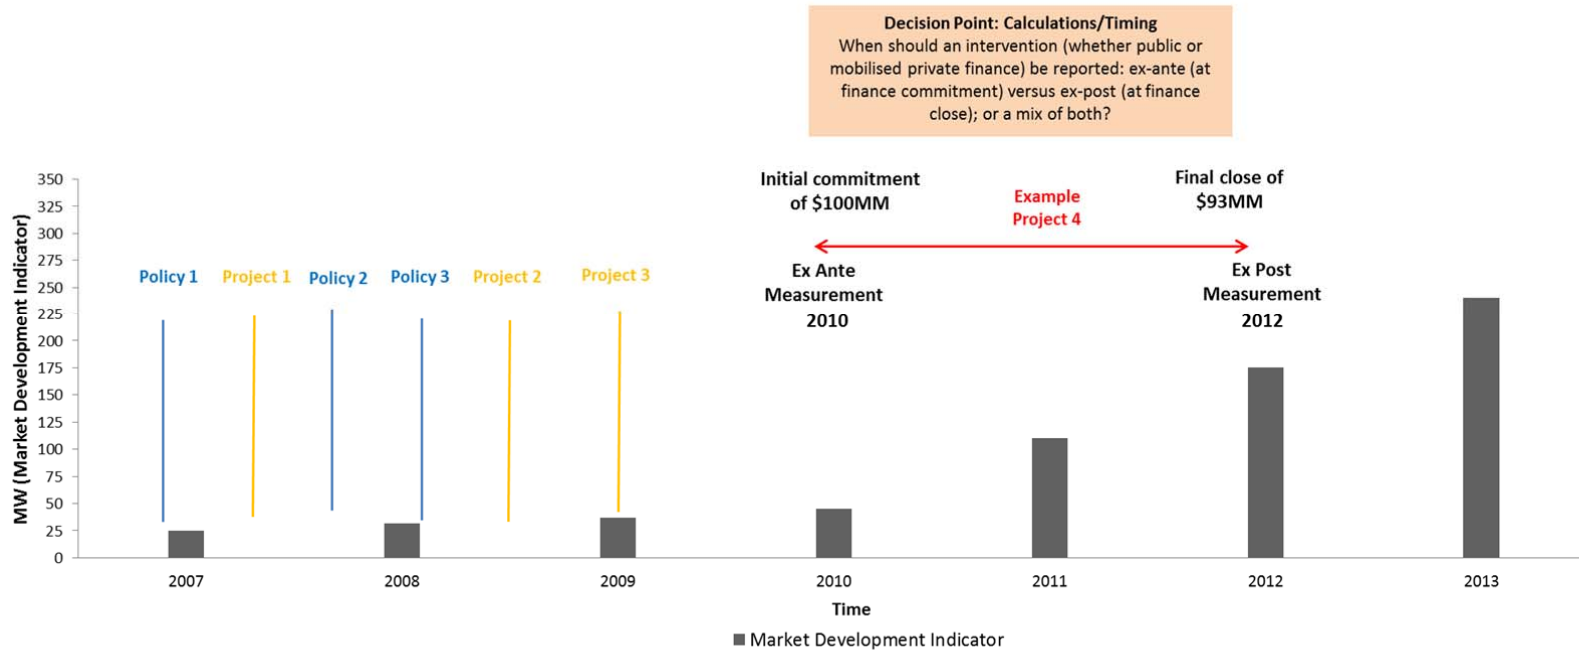 Decision Point: Calculations/Timing
When should an intervention (whether public or
mobilised private finance) be reported: ex-ante (at
finance commitment) versus ex-post (at finance
close); or a mix of both?
Initial commitment
of $100MM
Example
Project 4
Final close of
$93MM
Policy 1
Project 1
Policy 2
Policy 3
Project 2
Project 3
Ex Ante
Measurement
2010
Ex Post
Measurement
2012
MW (Market Development Indicator)
350
325
300
275
250
225
200
175
150
125
100
75
50
25
0
2007
2008
2009
2010
2011
2012
2013
Time
Market Development Indicator